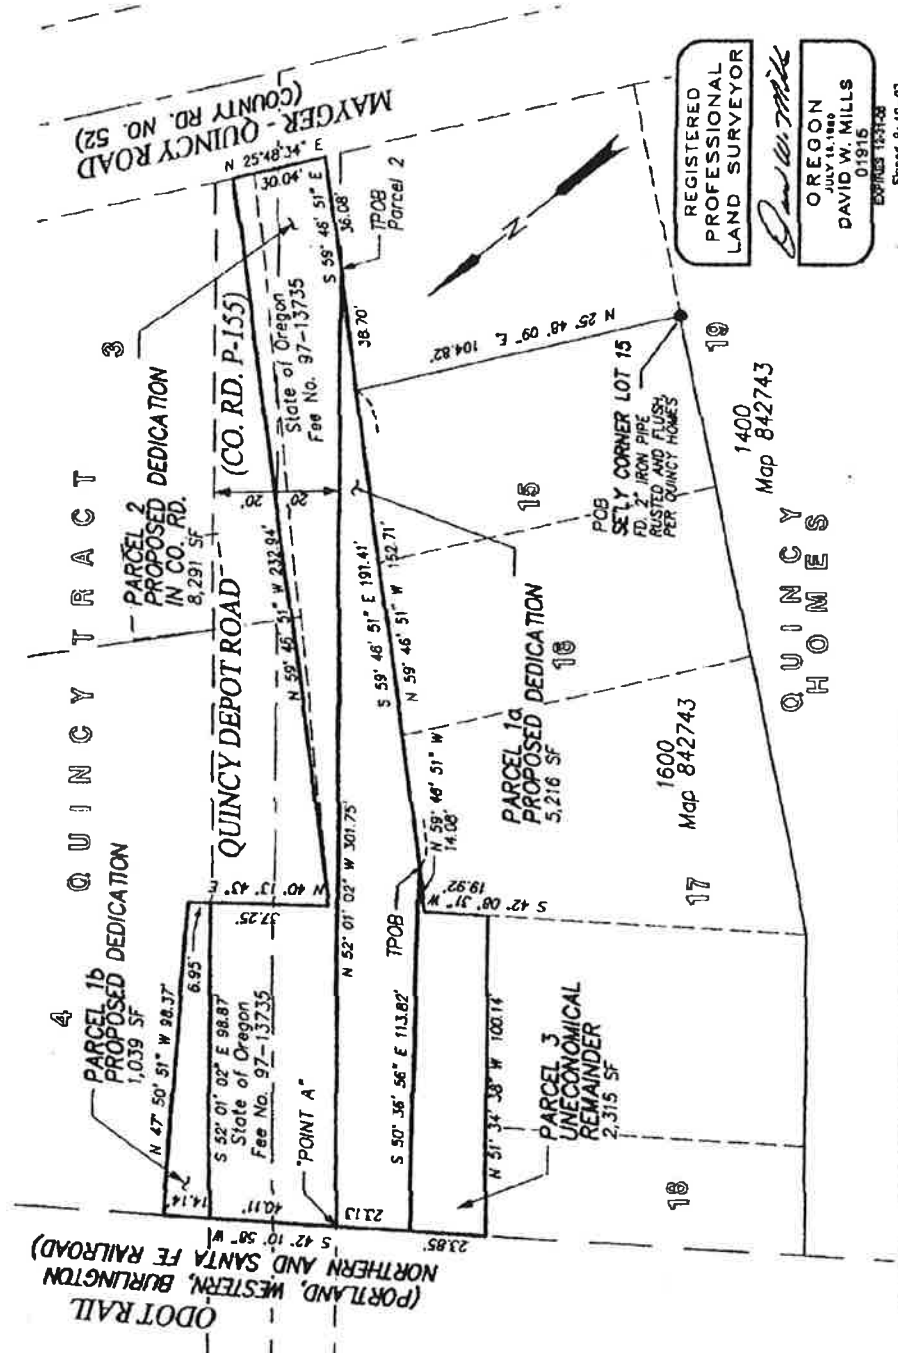 MAYGER - QUINCY ROAD
(COUNTY RD. NO. 52)
N 25°48'34" E
30.04'
S 59° 46' 51" E
36.08'
TPOB
Parcel 2
3
PARCEL 2
PROPOSED DEDICATION
IN CO. RD.
8,291 SF
QUINCY TRACT
QUINCY DEPOT ROAD
(CO. RD. P-155)
State of Oregon
Fee No. 97-13735
20'
20'
N 59° 46' 51" W 232.94'
38.70'
N 25° 48' 09" E
104.82'
N
REGISTERED
PROFESSIONAL
LAND SURVEYOR
OREGON
JULY 18, 1980
DAVID W. MILLS
01915
EXPIRES 12-31-08
POB
SE'LY CORNER LOT 15
FD. 2" IRON PIPE
RUSTED AND FLUSH
PER QUINCY HOMES
19
1400
Map 842743
15
S 59° 46' 51" E 191.41'
N 59° 46' 51" W 152.71'
PARCEL 1a
PROPOSED DEDICATION
5,216 SF
16
QUINCY
HOMES
1600
Map 842743
17
N 59° 46' 51" W
14.08'
TPOB
S 42° 08' 31" W
19.92'
N 52° 01' 02" W 301.75'
N 40° 13' 43" E
37.25'
6.95'
4
PARCEL 1b
PROPOSED DEDICATION
1,039 SF
N 47° 50' 51" W 98.37'
S 52° 01' 02" E 98.87'
State of Oregon
Fee No. 97-13735
"POINT A"
S 50° 36' 56" E 113.82'
N 51° 34' 38" W 100.14'
PARCEL 3
UNECONOMICAL
REMAINDER
2,315 SF
18
14.14'
40.11'
S 42° 10' 58" W
23.13
23.85'
ODOT RAIL
(PORTLAND, WESTERN, BURLINGTON
NORTHERN AND SANTA FE RAILROAD)